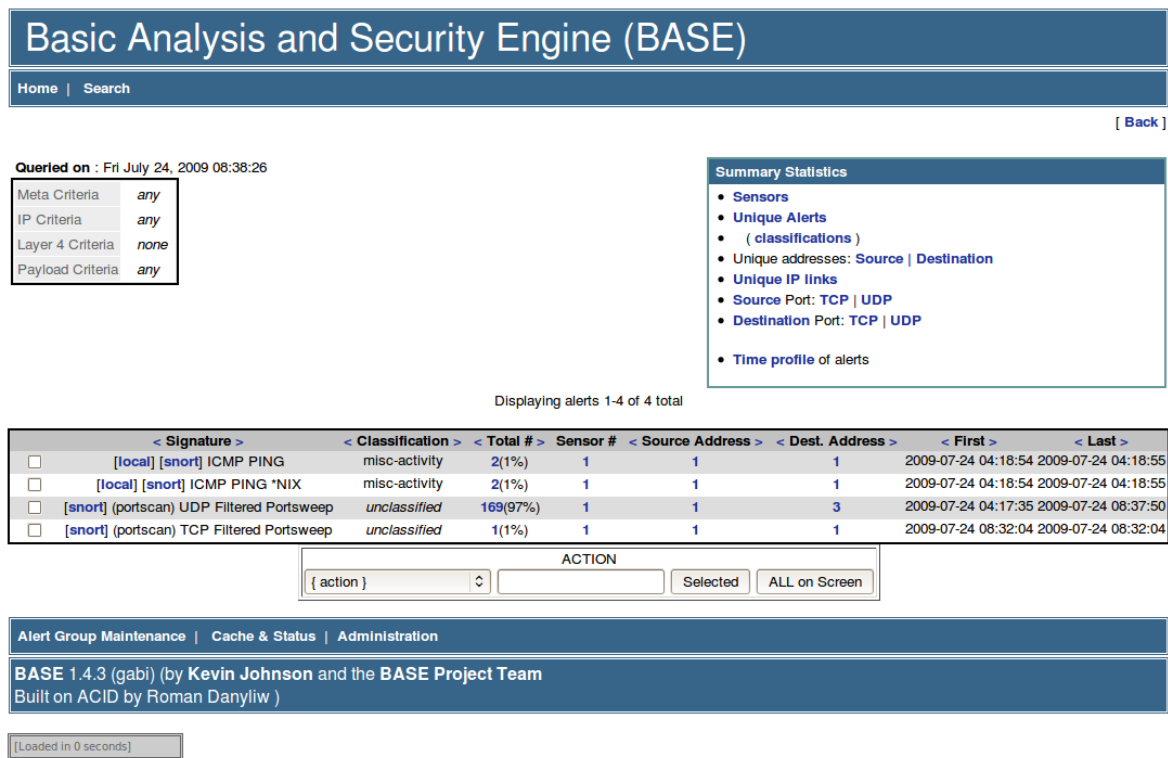 Basic Analysis and Security Engine (BASE)
Home | Search
[ Back ]
Queried on : Fri July 24, 2009 08:38:26
Meta Criteria any
IP Criteria any
Layer 4 Criteria none
Payload Criteria any
Summary Statistics
• Sensors
• Unique Alerts
• ( classifications )
• Unique addresses: Source | Destination
• Unique IP links
• Source Port: TCP | UDP
• Destination Port: TCP | UDP
• Time profile of alerts
Displaying alerts 1-4 of 4 total
< Signature > < Classification > < Total # > Sensor # < Source Address > < Dest. Address > < First > < Last >
[local] [snort] ICMP PING misc-activity 2(1%) 1 1 1 2009-07-24 04:18:54 2009-07-24 04:18:55
[local] [snort] ICMP PING *NIX misc-activity 2(1%) 1 1 1 2009-07-24 04:18:54 2009-07-24 04:18:55
[snort] (portscan) UDP Filtered Portsweep unclassified 169(97%) 1 1 3 2009-07-24 04:17:35 2009-07-24 08:37:50
[snort] (portscan) TCP Filtered Portsweep unclassified 1(1%) 1 1 1 2009-07-24 08:32:04 2009-07-24 08:32:04
ACTION
{ action } Selected ALL on Screen
Alert Group Maintenance | Cache & Status | Administration
BASE 1.4.3 (gabi) (by Kevin Johnson and the BASE Project Team
Built on ACID by Roman Danyliw )
[Loaded in 0 seconds]